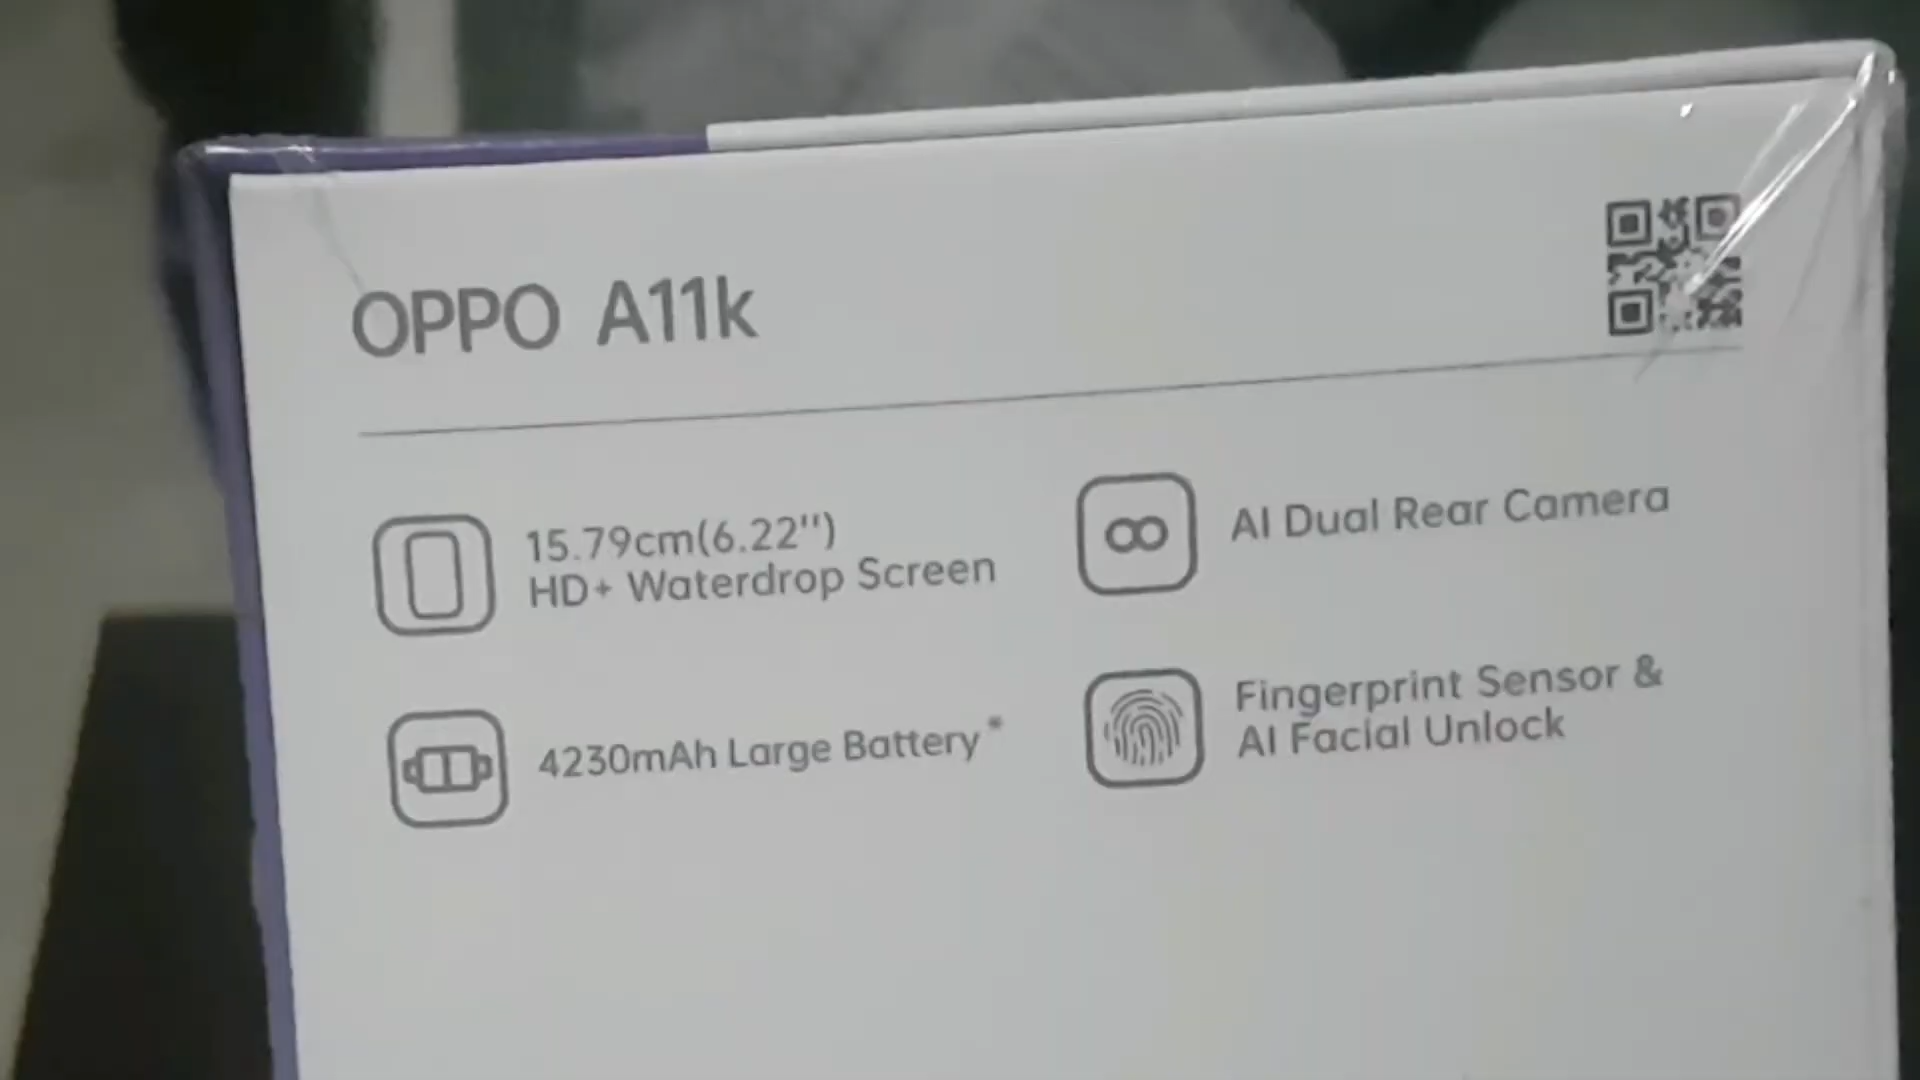 OPPO A11k
15.79cm(6.22'')
HD+ Waterdrop Screen
AI Dual Rear Camera
4230mAh Large Battery*
Fingerprint Sensor &
AI Facial Unlock